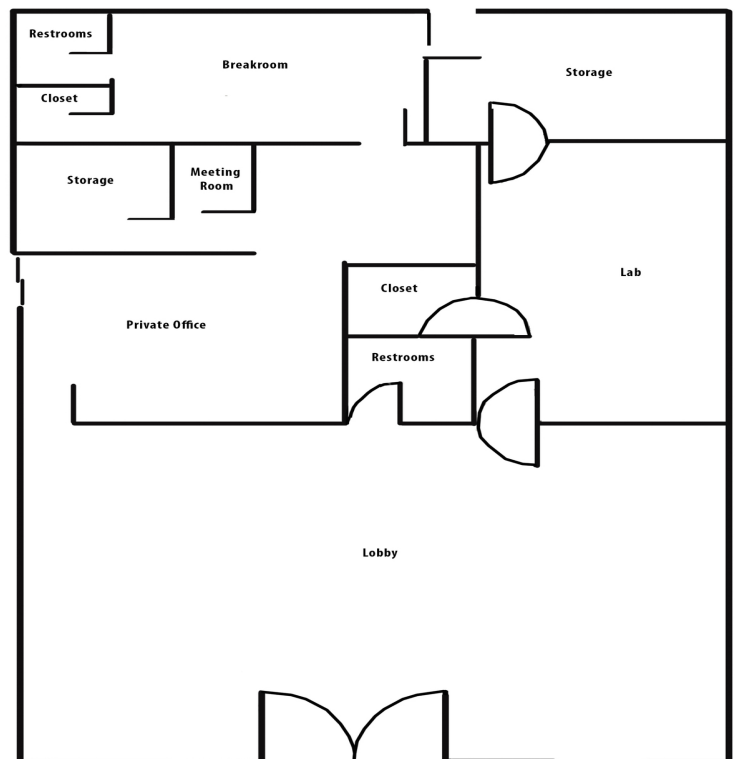 Restrooms
Breakroom
Storage
Closet
Storage
Meeting
Room
Lab
Closet
Private Office
Restrooms
Lobby